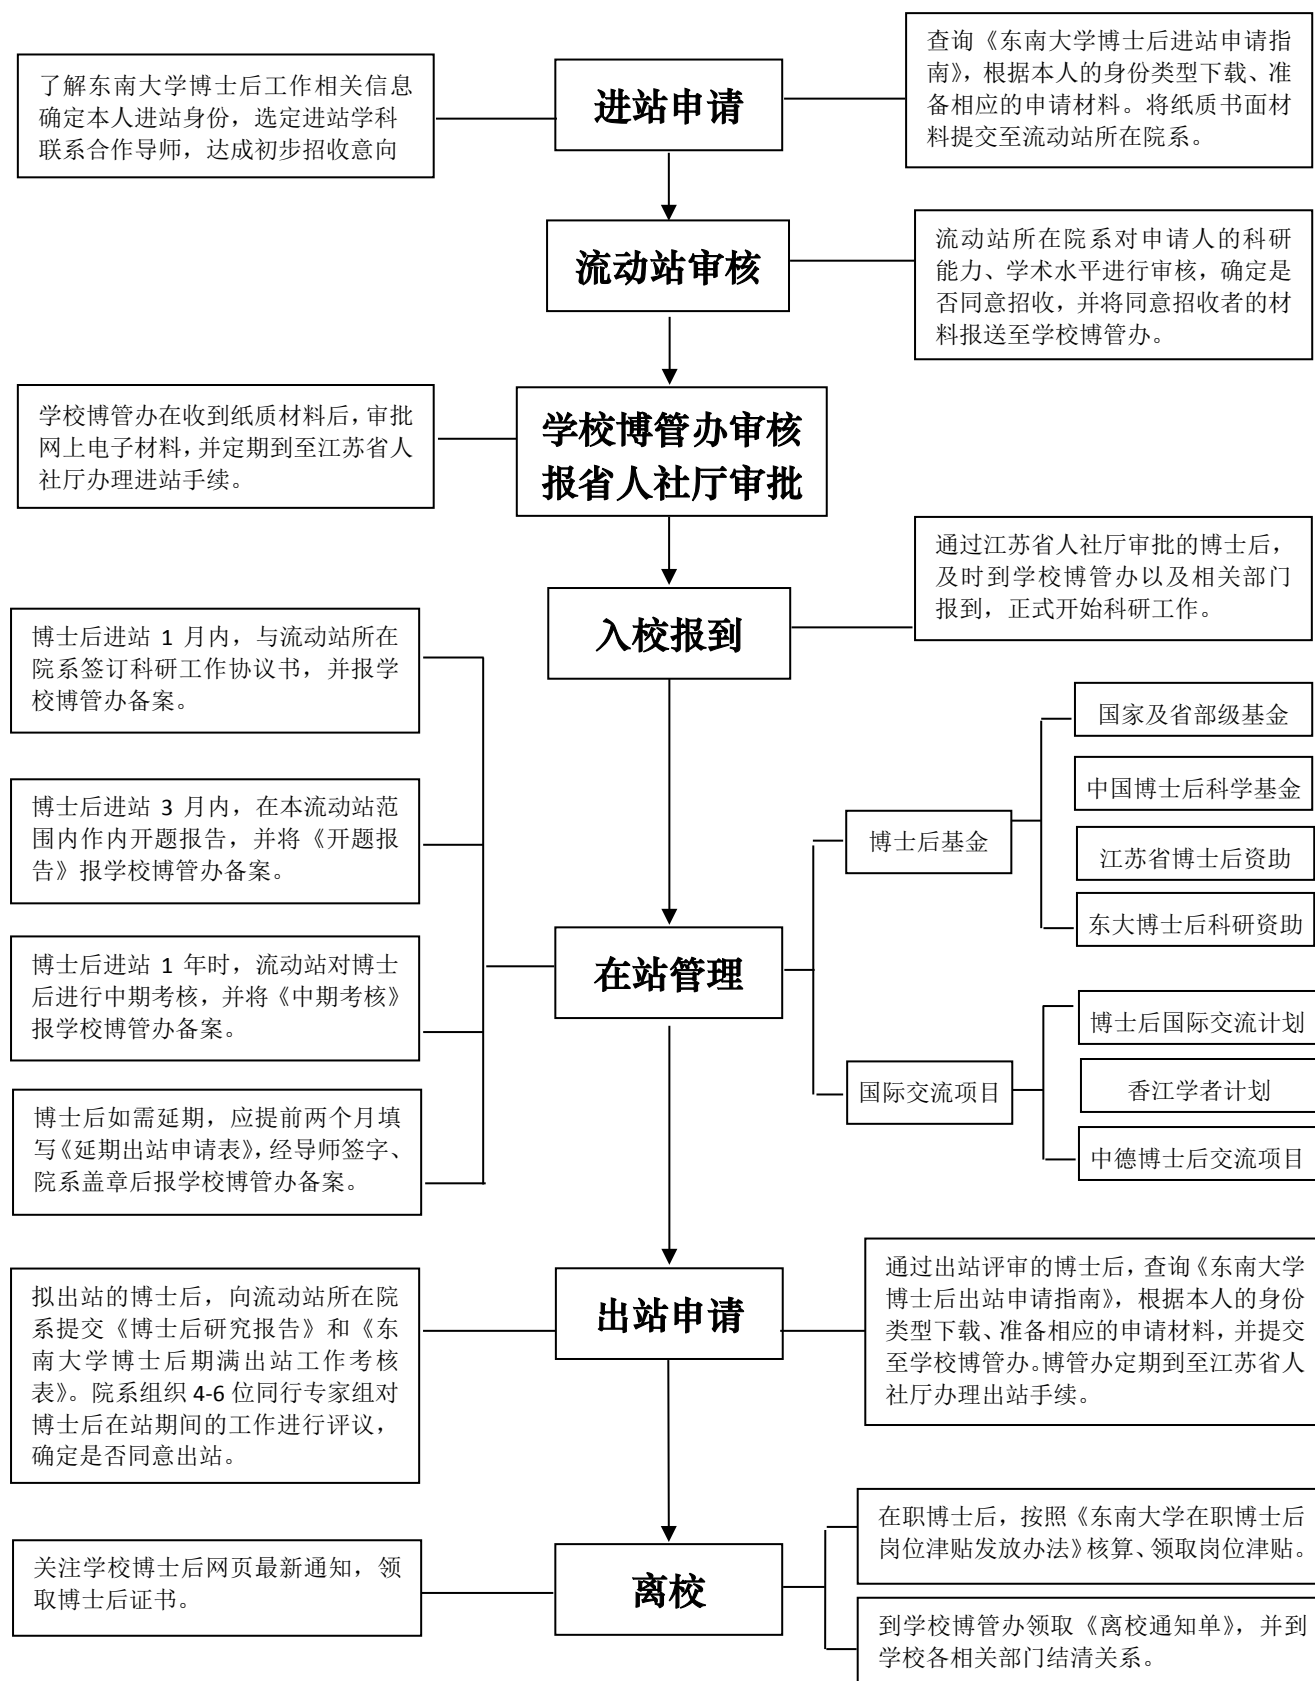 了解东南大学博士后工作相关信息
确定本人进站身份，选定进站学科
联系合作导师，达成初步招收意向
进站申请
查询《东南大学博士后进站申请指
南》，根据本人的身份类型下载、准
备相应的申请材料。将纸质书面材
料提交至流动站所在院系。
流动站审核
流动站所在院系对申请人的科研
能力、学术水平进行审核，确定是
否同意招收，并将同意招收者的材
料报送至学校博管办。
学校博管办在收到纸质材料后，审批
网上电子材料，并定期到至江苏省人
社厅办理进站手续。
学校博管办审核
报省人社厅审批
通过江苏省人社厅审批的博士后，
及时到学校博管办以及相关部门
报到，正式开始科研工作。
入校报到
博士后进站 1 月内，与流动站所在
院系签订科研工作协议书，并报学
校博管办备案。
博士后进站 3 月内，在本流动站范
围内作内开题报告，并将《开题报
告》报学校博管办备案。
博士后进站 1 年时，流动站对博士
后进行中期考核，并将《中期考核》
报学校博管办备案。
博士后如需延期，应提前两个月填
写《延期出站申请表》，经导师签字、
院系盖章后报学校博管办备案。
在站管理
博士后基金
国家及省部级基金
中国博士后科学基金
江苏省博士后资助
东大博士后科研资助
国际交流项目
博士后国际交流计划
香江学者计划
中德博士后交流项目
拟出站的博士后，向流动站所在院
系提交《博士后研究报告》和《东
南大学博士后期满出站工作考核
表》。院系组织 4-6 位同行专家组对
博士后在站期间的工作进行评议，
确定是否同意出站。
出站申请
通过出站评审的博士后，查询《东南大学
博士后出站申请指南》，根据本人的身份
类型下载、准备相应的申请材料，并提交
至学校博管办。博管办定期到至江苏省人
社厅办理出站手续。
关注学校博士后网页最新通知，领
取博士后证书。
离校
在职博士后，按照《东南大学在职博士后
岗位津贴发放办法》核算、领取岗位津贴。
到学校博管办领取《离校通知单》，并到
学校各相关部门结清关系。